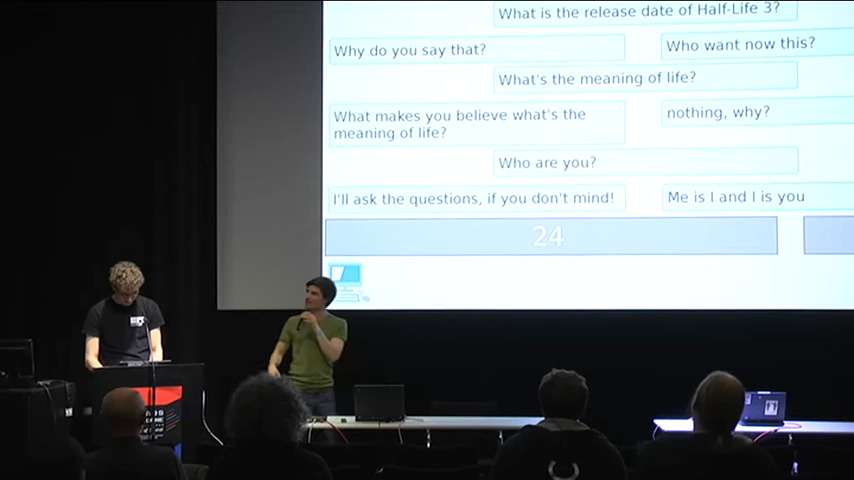 What is the release date of Half-Life 3?
Why do you say that?
Who want now this?
What's the meaning of life?
What makes you believe what's the
meaning of life?
nothing, why?
Who are you?
I'll ask the questions, if you don't mind!
Me is I and I is you
24